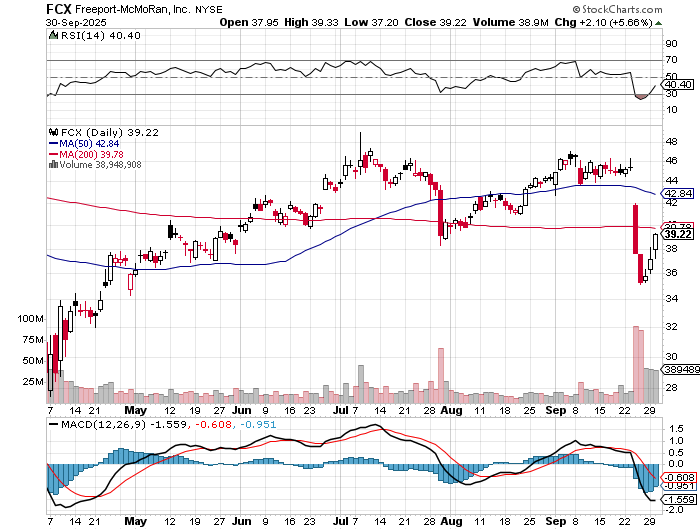 FCX Freeport-McMoRan, Inc. NYSE © StockCharts.com
30-Sep-2025 Open 37.95 High 39.33 Low 37.20 Close 39.22 Volume 38.9M Chg +2.10 (+5.66%)
RSI(14) 40.40
90
70
50
40.40
30
10
FCX (Daily) 39.22
MA(50) 42.84
MA(200) 39.78
Volume 38,948,908
48
46
44
42.84
42
39.78
39.22
38
36
34
32
30
28
100M
75M
50M
25M
389489
7 14 21 May 12 19 27 Jun 9 16 23 Jul 7 14 21 28 Aug 11 18 25 Sep 8 15 22 29
MACD(12,26,9) -1.559, -0.608, -0.951
1.5
1.0
0.5
0.0
-0.608
-0.951
-1.559
-2.0
7 14 21 May 12 19 27 Jun 9 16 23 Jul 7 14 21 28 Aug 11 18 25 Sep 8 15 22 29